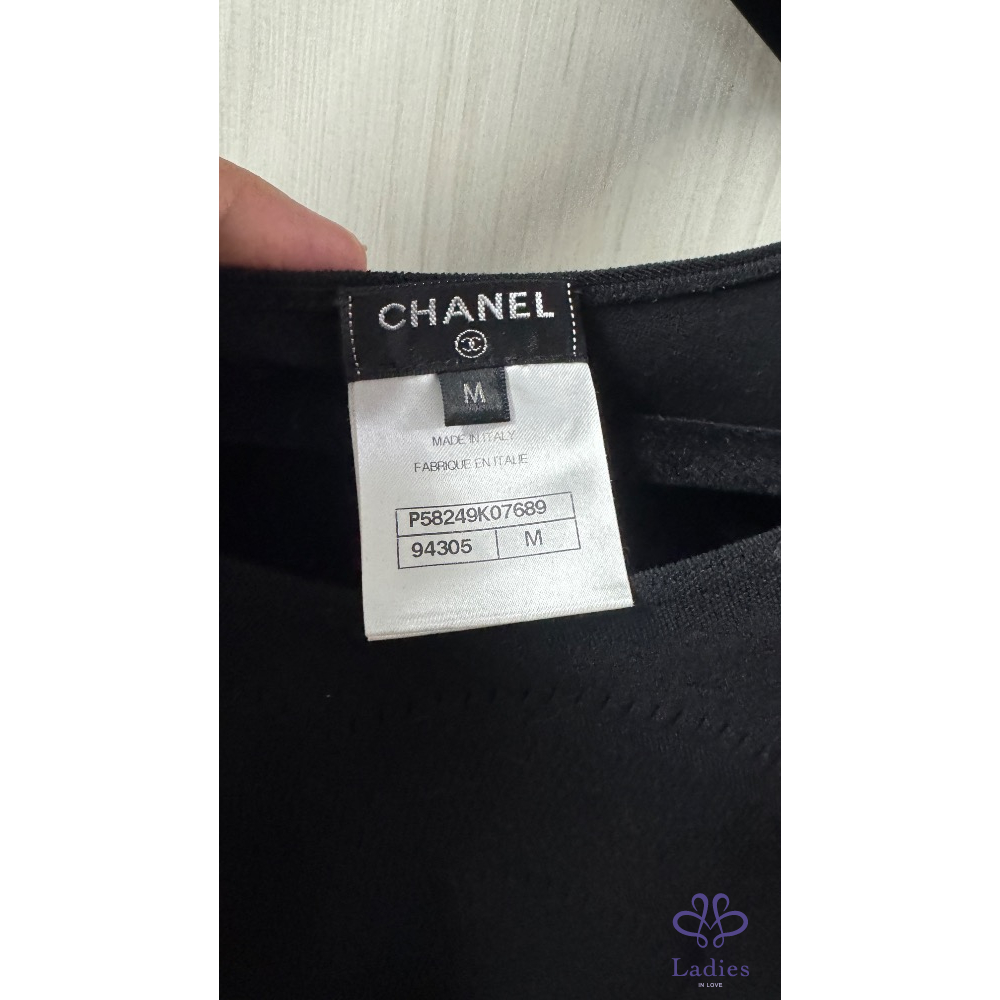 CHANEL
M
MADE IN ITALY
FABRIQUE EN ITALIE
P58249K07689
94305 M
Ladies
IN LOVE